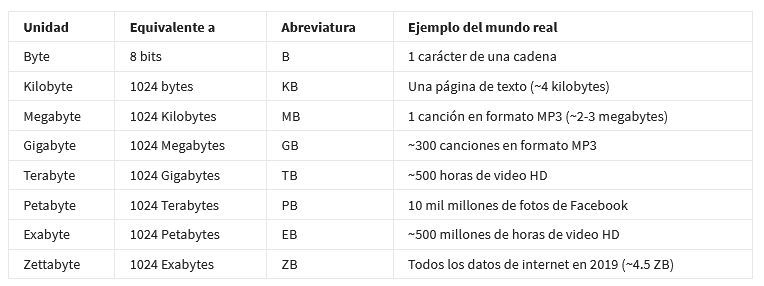 Unidad Equivalente a Abreviatura Ejemplo del mundo real
Byte 8 bits B 1 carácter de una cadena
Kilobyte 1024 bytes KB Una página de texto (~4 kilobytes)
Megabyte 1024 Kilobytes MB 1 canción en formato MP3 (~2-3 megabytes)
Gigabyte 1024 Megabytes GB ~300 canciones en formato MP3
Terabyte 1024 Gigabytes TB ~500 horas de video HD
Petabyte 1024 Terabytes PB 10 mil millones de fotos de Facebook
Exabyte 1024 Petabytes EB ~500 millones de horas de video HD
Zettabyte 1024 Exabytes ZB Todos los datos de internet en 2019 (~4.5 ZB)